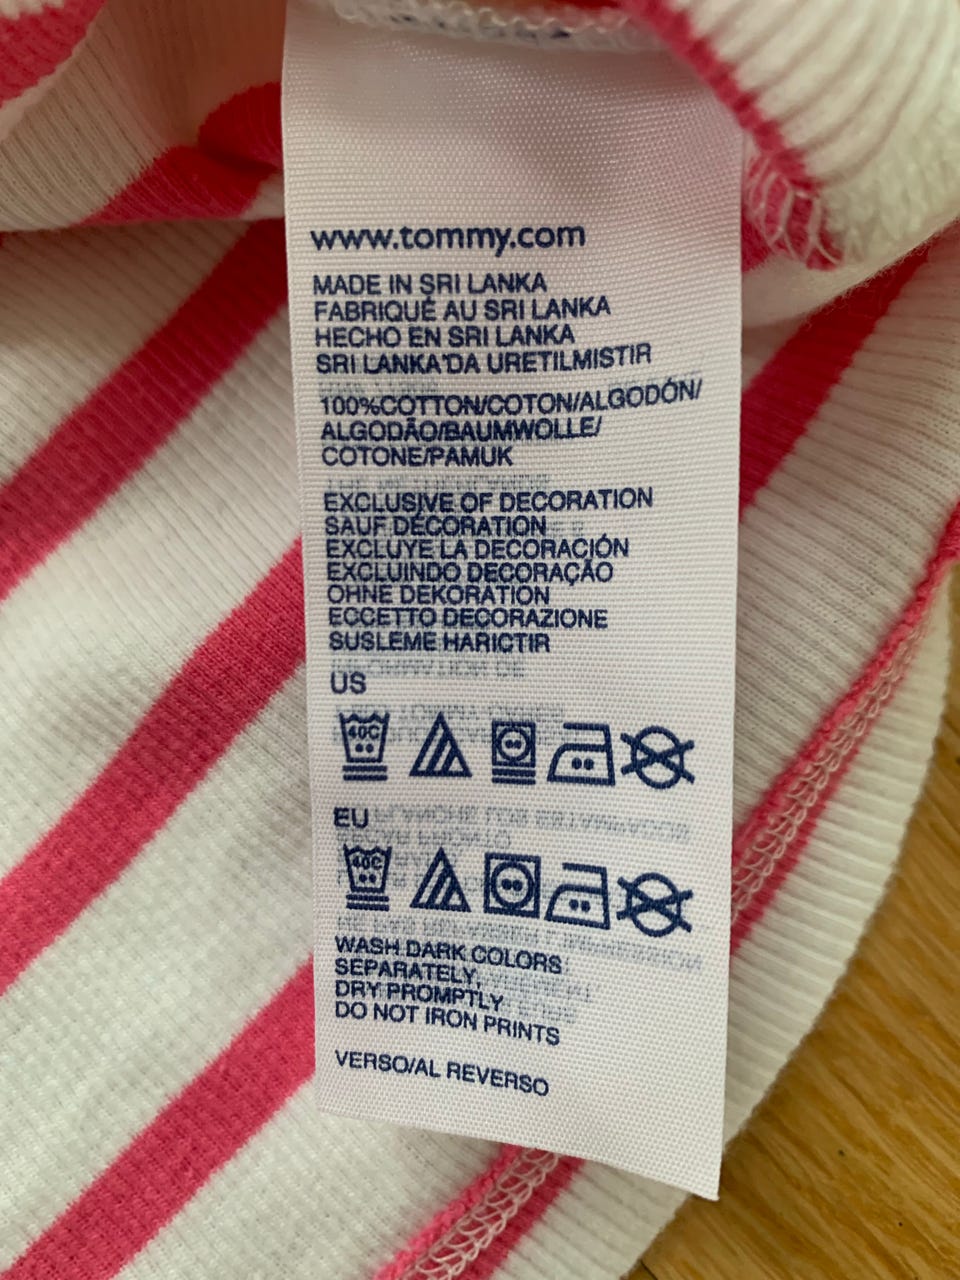 www.tommy.com
MADE IN SRI LANKA
FABRIQUÉ AU SRI LANKA
HECHO EN SRI LANKA
SRI LANKA'DA URETILMISTIR
100%COTTON/COTON/ALGODÓN/
ALGODÃO/BAUMWOLLE/
COTONE/PAMUK
EXCLUSIVE OF DECORATION
SAUF DÉCORATION
EXCLUYE LA DECORACIÓN
EXCLUINDO DECORAÇÃO
OHNE DEKORATION
ECCETTO DECORAZIONE
SUSLEME HARICTIR
US
40C
EU
40C
WASH DARK COLORS
SEPARATELY,
DRY PROMPTLY
DO NOT IRON PRINTS
VERSO/AL REVERSO